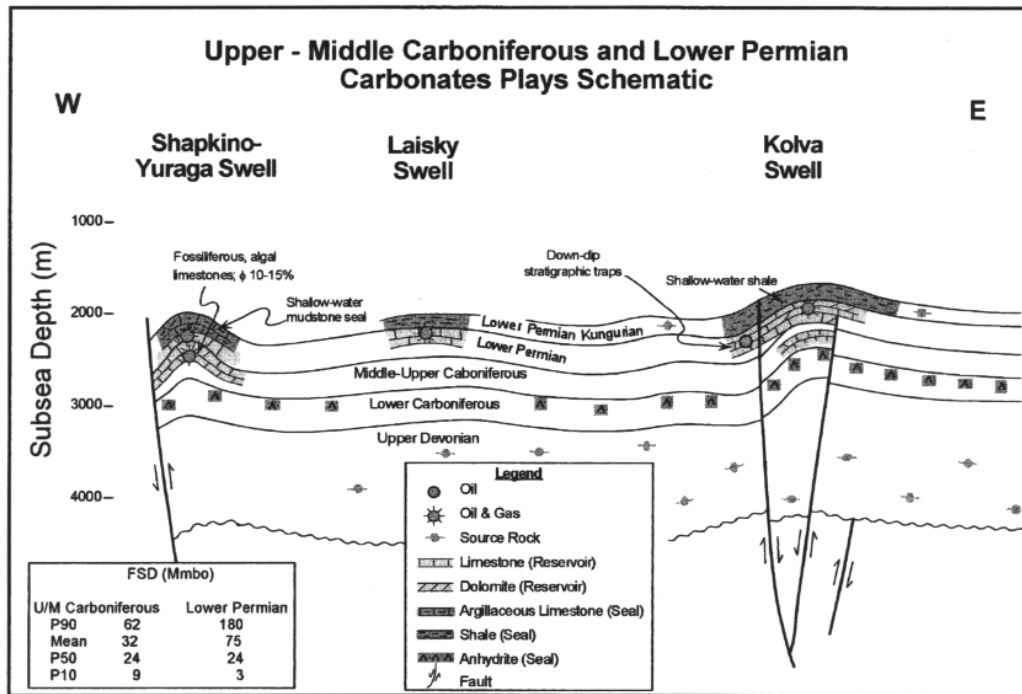 Upper - Middle Carboniferous and Lower Permian
Carbonates Plays Schematic
W
E
Shapkino-
Yuraga Swell
Laisky
Swell
Kolva
Swell
Subsea Depth (m)
1000
2000
3000
4000
Fossiliferous, algal
limestones; ϕ 10-15%
Shallow-water
mudstone seal
Down-dip
stratigraphic traps
Shallow-water shale
Lower Permian Kungurian
Lower Permian
Middle-Upper Caboniferous
Lower Carboniferous
Upper Devonian
Legend
Oil
Oil & Gas
Source Rock
Limestone (Reservoir)
Dolomite (Reservoir)
Argillaceous Limestone (Seal)
Shale (Seal)
Anhydrite (Seal)
Fault
FSD (Mmbo)
U/M Carboniferous Lower Permian
P90 62 180
Mean 32 75
P50 24 24
P10 9 3